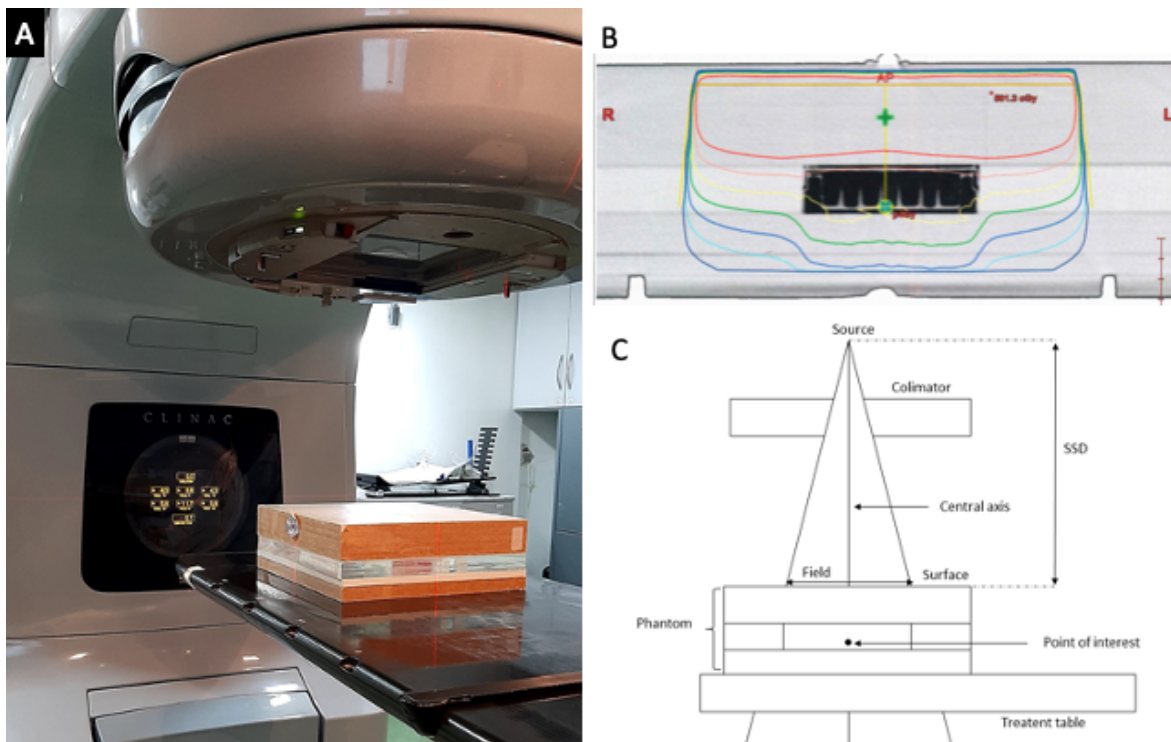 A
CLINAC
B
AP
R
L
C
Source
Colimator
SSD
Central axis
Field
Surface
Phantom
Point of interest
Treatent table